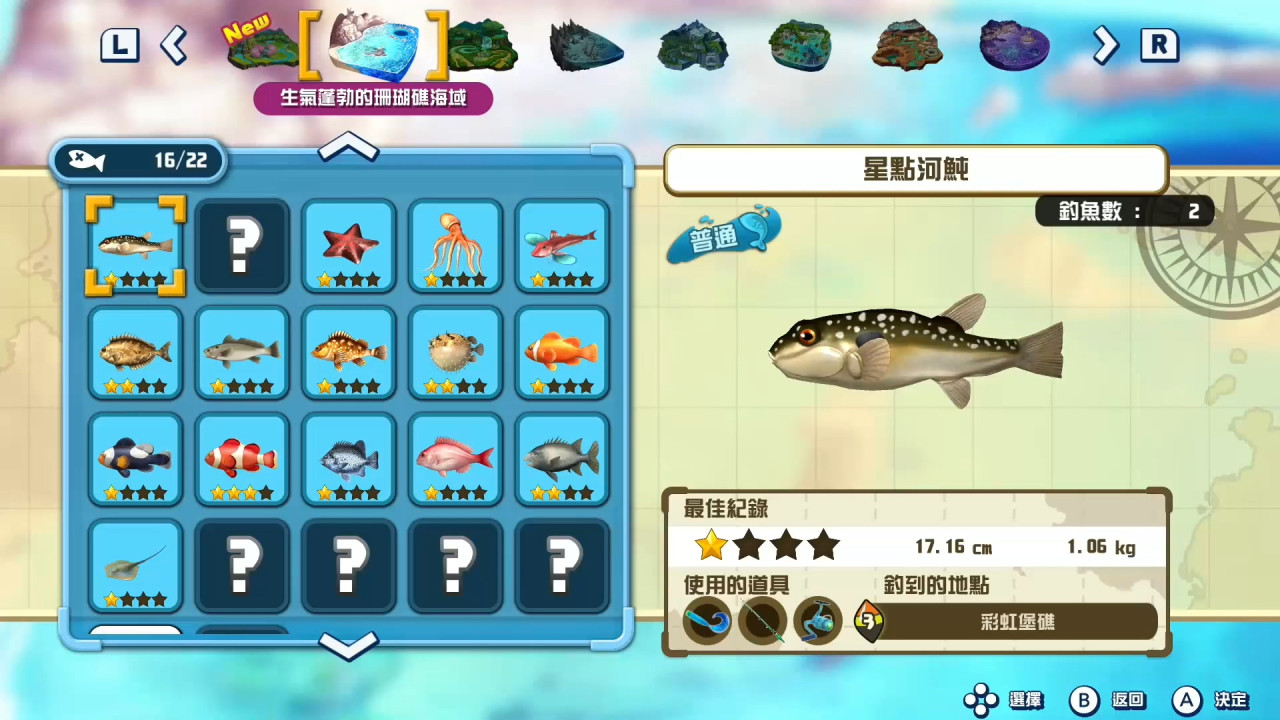 L
New
R
生氣蓬勃的珊瑚礁海域
16/22
星點河魨
釣魚數： 2
普通
?
?
?
?
?
最佳紀錄
17.16 cm 1.06 kg
使用的道具 釣到的地點
3 彩虹堡礁
選擇 B 返回 A 決定